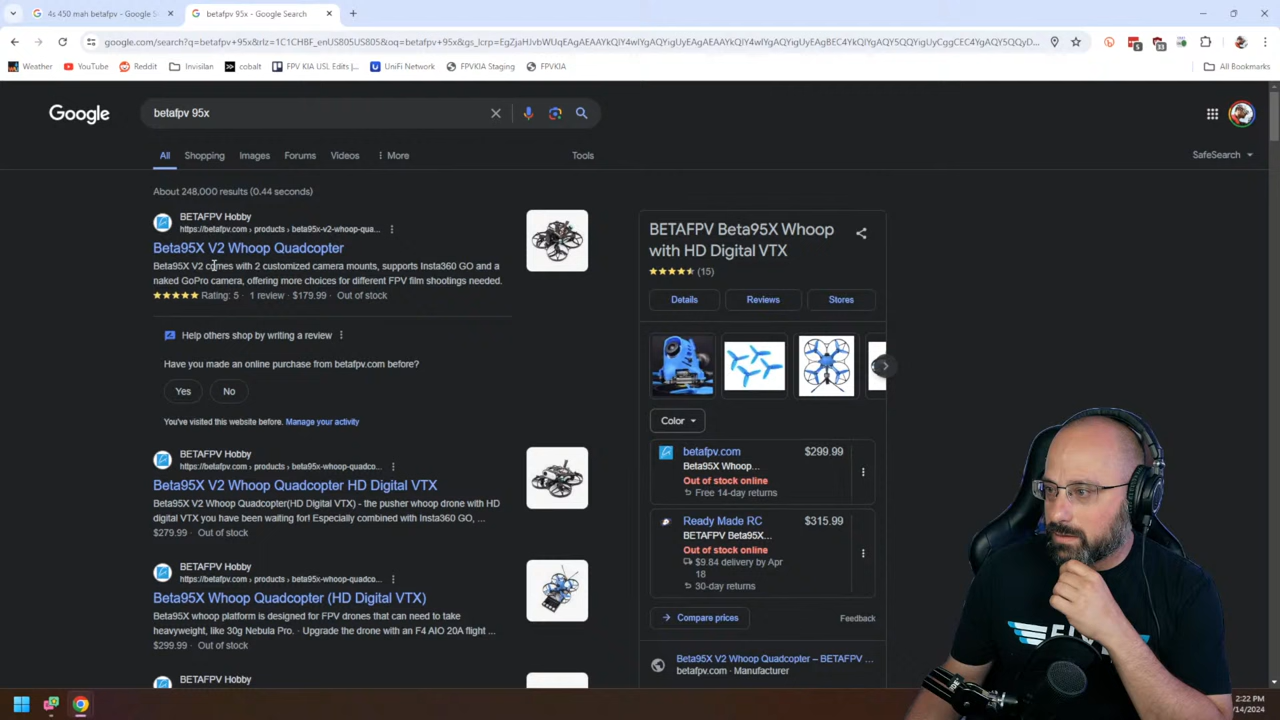 4s 450 mah betafpv - Google S
betafpv 95x - Google Search
google.com/search?q=betafpv+95x&rlz=1C1CHBF_enUS805US805&oq=betafpv+95x&gs_lcrp=
Weather
YouTube
Reddit
Invisilan
cobalt
FPV KIA USL Edits |...
UniFi Network
FPVKIA Staging
FPVKIA
All Bookmarks
Google
betafpv 95x
All
Shopping
Images
Forums
Videos
More
Tools
SafeSearch
About 248,000 results (0.44 seconds)
BETAFPV Hobby
https://betafpv.com › products › beta95x-v2-whoop-qua...
Beta95X V2 Whoop Quadcopter
Beta95X V2 comes with 2 customized camera mounts, supports Insta360 GO and a
naked GoPro camera, offering more choices for different FPV film shootings needed.
Rating: 5 · 1 review · $179.99 · Out of stock
Help others shop by writing a review
Have you made an online purchase from betafpv.com before?
Yes
No
You've visited this website before. Manage your activity
BETAFPV Hobby
https://betafpv.com › products › beta95x-whoop-quadco...
Beta95X V2 Whoop Quadcopter HD Digital VTX)
Beta95X V2 Whoop Quadcopter(HD Digital VTX) - the pusher whoop drone with HD
digital VTX you have been waiting for! Especially combined with Insta360 GO, ...
$279.99 · Out of stock
BETAFPV Hobby
https://betafpv.com › products › beta95x-whoop-quadco...
Beta95X Whoop Quadcopter (HD Digital VTX)
Beta95X whoop platform is designed for FPV drones that can need to take
heavyweight, like 30g Nebula Pro. · Upgrade the drone with an F4 AIO 20A flight ...
$299.99 · Out of stock
BETAFPV Hobby
BETAFPV Beta95X Whoop
with HD Digital VTX
(15)
Details
Reviews
Stores
Color
betafpv.com
$299.99
Beta95X Whoop...
Out of stock online
Free 14-day returns
Ready Made RC
$315.99
BETAFPV Beta95X...
Out of stock online
$9.84 delivery by Apr
18
30-day returns
Compare prices
Feedback
Beta95X V2 Whoop Quadcopter – BETAFPV ...
betafpv.com · Manufacturer
2:22 PM
/14/2024